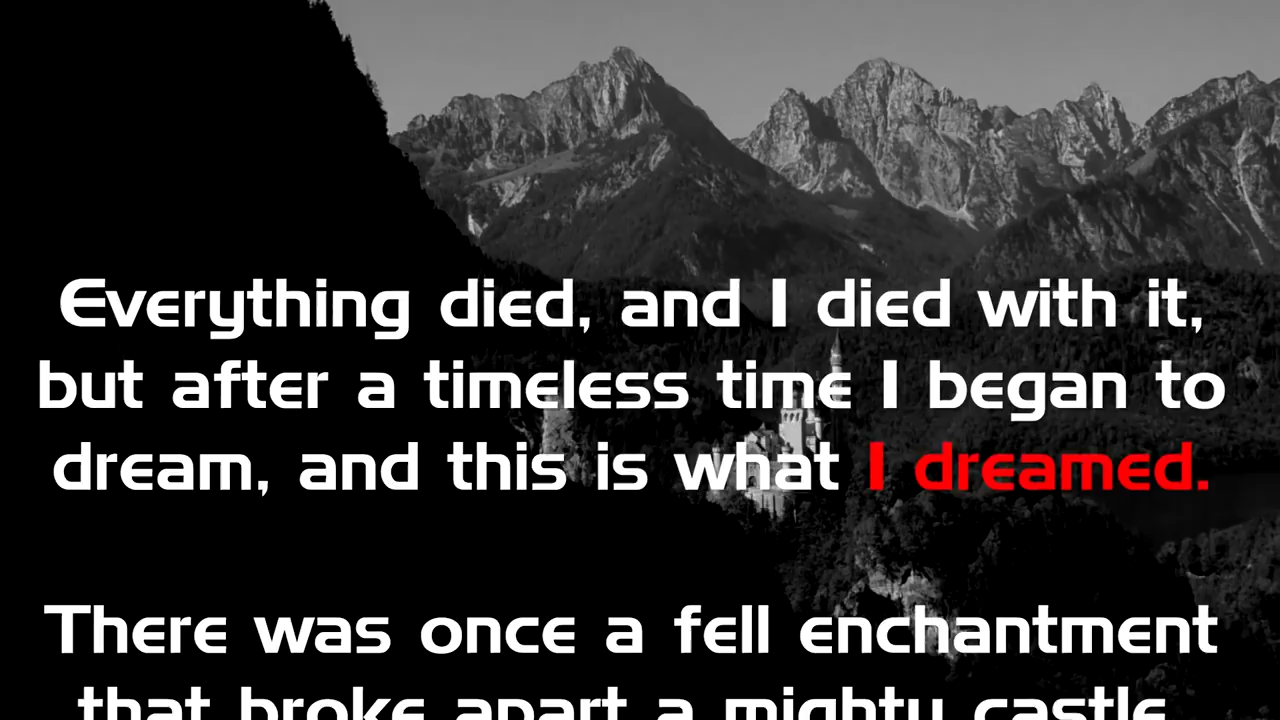 Everything died, and I died with it,
but after a timeless time I began to
dream, and this is what I dreamed.
There was once a fell enchantment
that broke apart a mighty castle